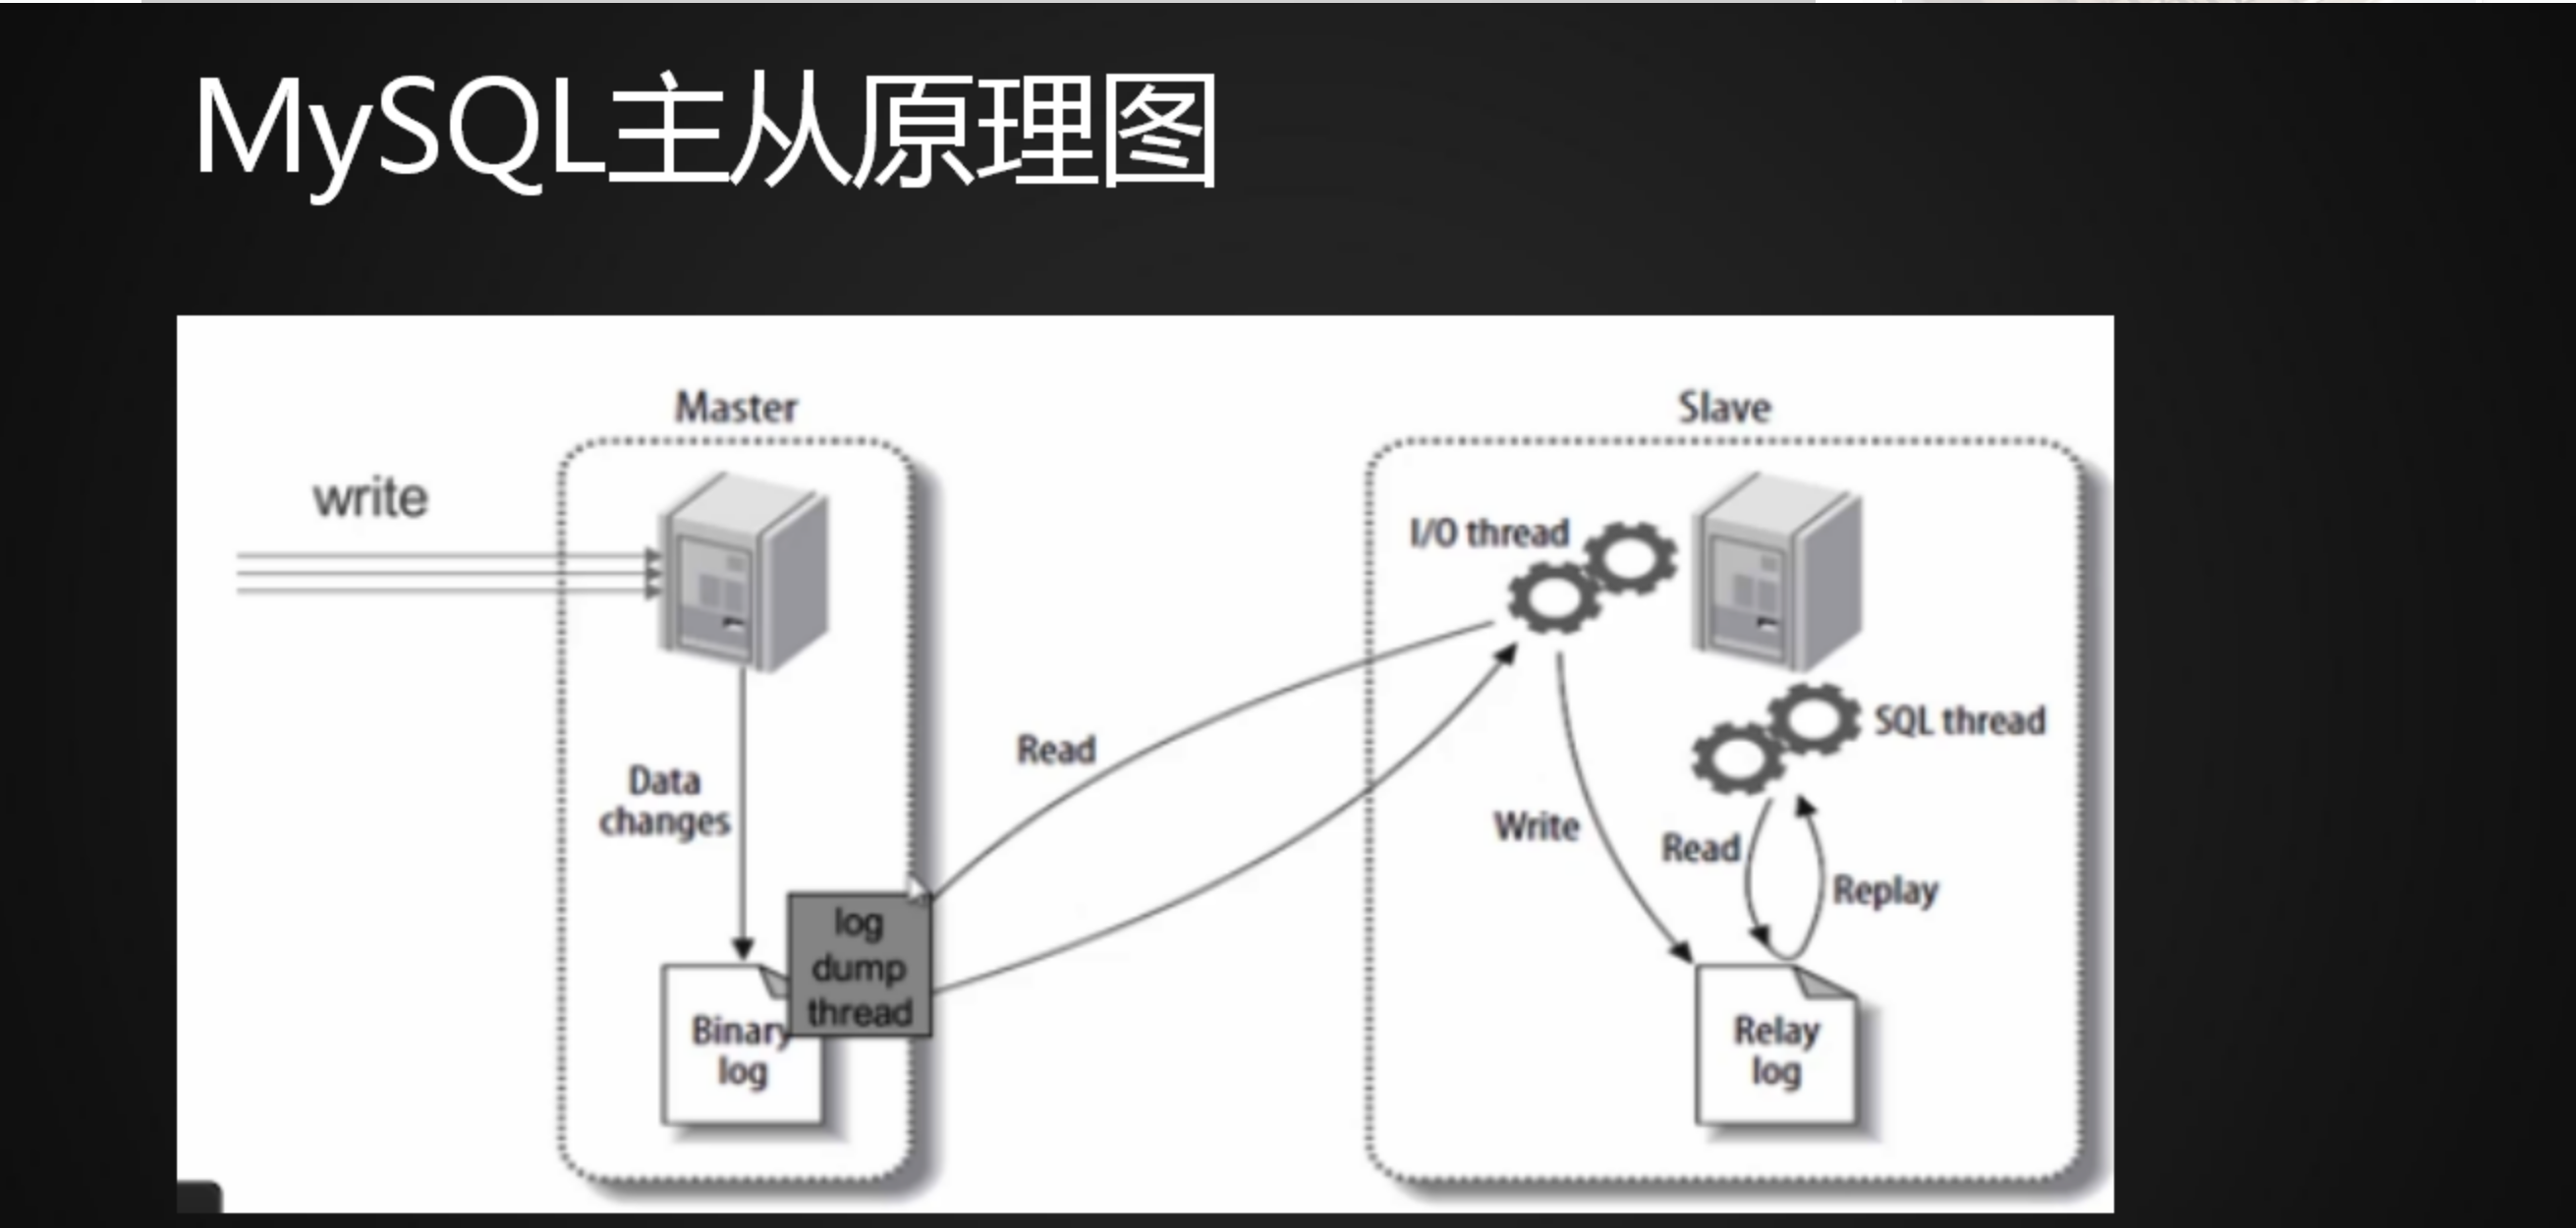 MySQL主从原理图
Master
Slave
write
I/O thread
SQL thread
Read
Data
changes
Write
Read
Replay
log
dump
thread
Binary
log
Relay
log